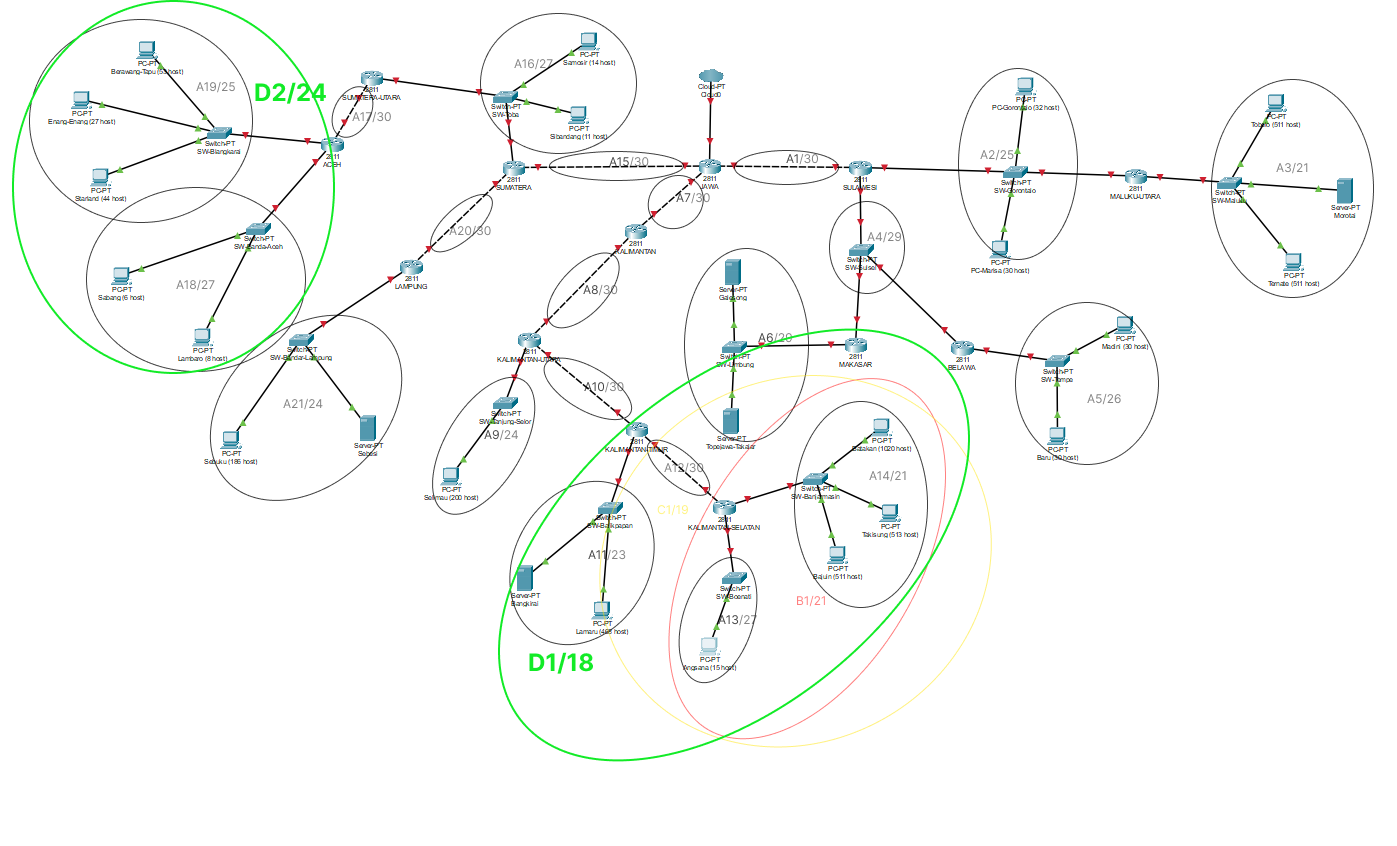 PC-PT
Berawang-Tapu (55 host)
A19/25
D2/24
PC-PT
Enang-Enang (27 host)
Switch-PT
SW-Blangkarai
PC-PT
Starland (44 host)
2811
SUMATERA-UTARA
A17/30
2811
ACEH
A16/27
PC-PT
Samosir (14 host)
Switch-PT
SW-Toba
PC-PT
Sibandang (11 host)
Cloud-PT
Cloud0
2811
SUMATERA
A15/30
2811
JAWA
A1/30
2811
SULAWESI
PC-PT
PC-Gorontalo (32 host)
A2/25
Switch-PT
SW-Gorontalo
PC-PT
PC-Marisa (30 host)
2811
MALUKU-UTARA
PC-PT
Tobelo (511 host)
A3/21
Switch-PT
SW-Maluku
Server-PT
Morotai
PC-PT
Ternate (511 host)
Switch-PT
SW-Banda-Aceh
PC-PT
Sabang (6 host)
A18/27
PC-PT
Lambaro (8 host)
A20/30
2811
LAMPUNG
A7/30
2811
KALIMANTAN
A8/30
A4/29
Switch-PT
SW-Sulsel
Server-PT
Galesong
A6/29
Switch-PT
SW-Limbung
Server-PT
Topejawa-Takalar
2811
MAKASAR
2811
BELAWA
PC-PT
Madini (30 host)
Switch-PT
SW-Tempe
A5/26
PC-PT
Baru (30 host)
Switch-PT
SW-Bandar-Lampung
A21/24
PC-PT
Sebuku (186 host)
Server-PT
Sebesi
2811
KALIMANTAN-UTARA
A10/30
Switch-PT
SW-Tanjung-Selor
A9/24
PC-PT
Selimau (200 host)
2811
KALIMANTAN-TIMUR
A12/30
C1/19
2811
KALIMANTAN-SELATAN
PC-PT
Batakan (1020 host)
A14/21
Switch-PT
SW-Banjarmasin
PC-PT
Takisung (513 host)
PC-PT
Bajuin (511 host)
Switch-PT
SW-Balikpapan
A11/23
Server-PT
Bangkirai
PC-PT
Lamaru (465 host)
Switch-PT
SW-Boenati
B1/21
A13/27
PC-PT
Angsana (15 host)
D1/18